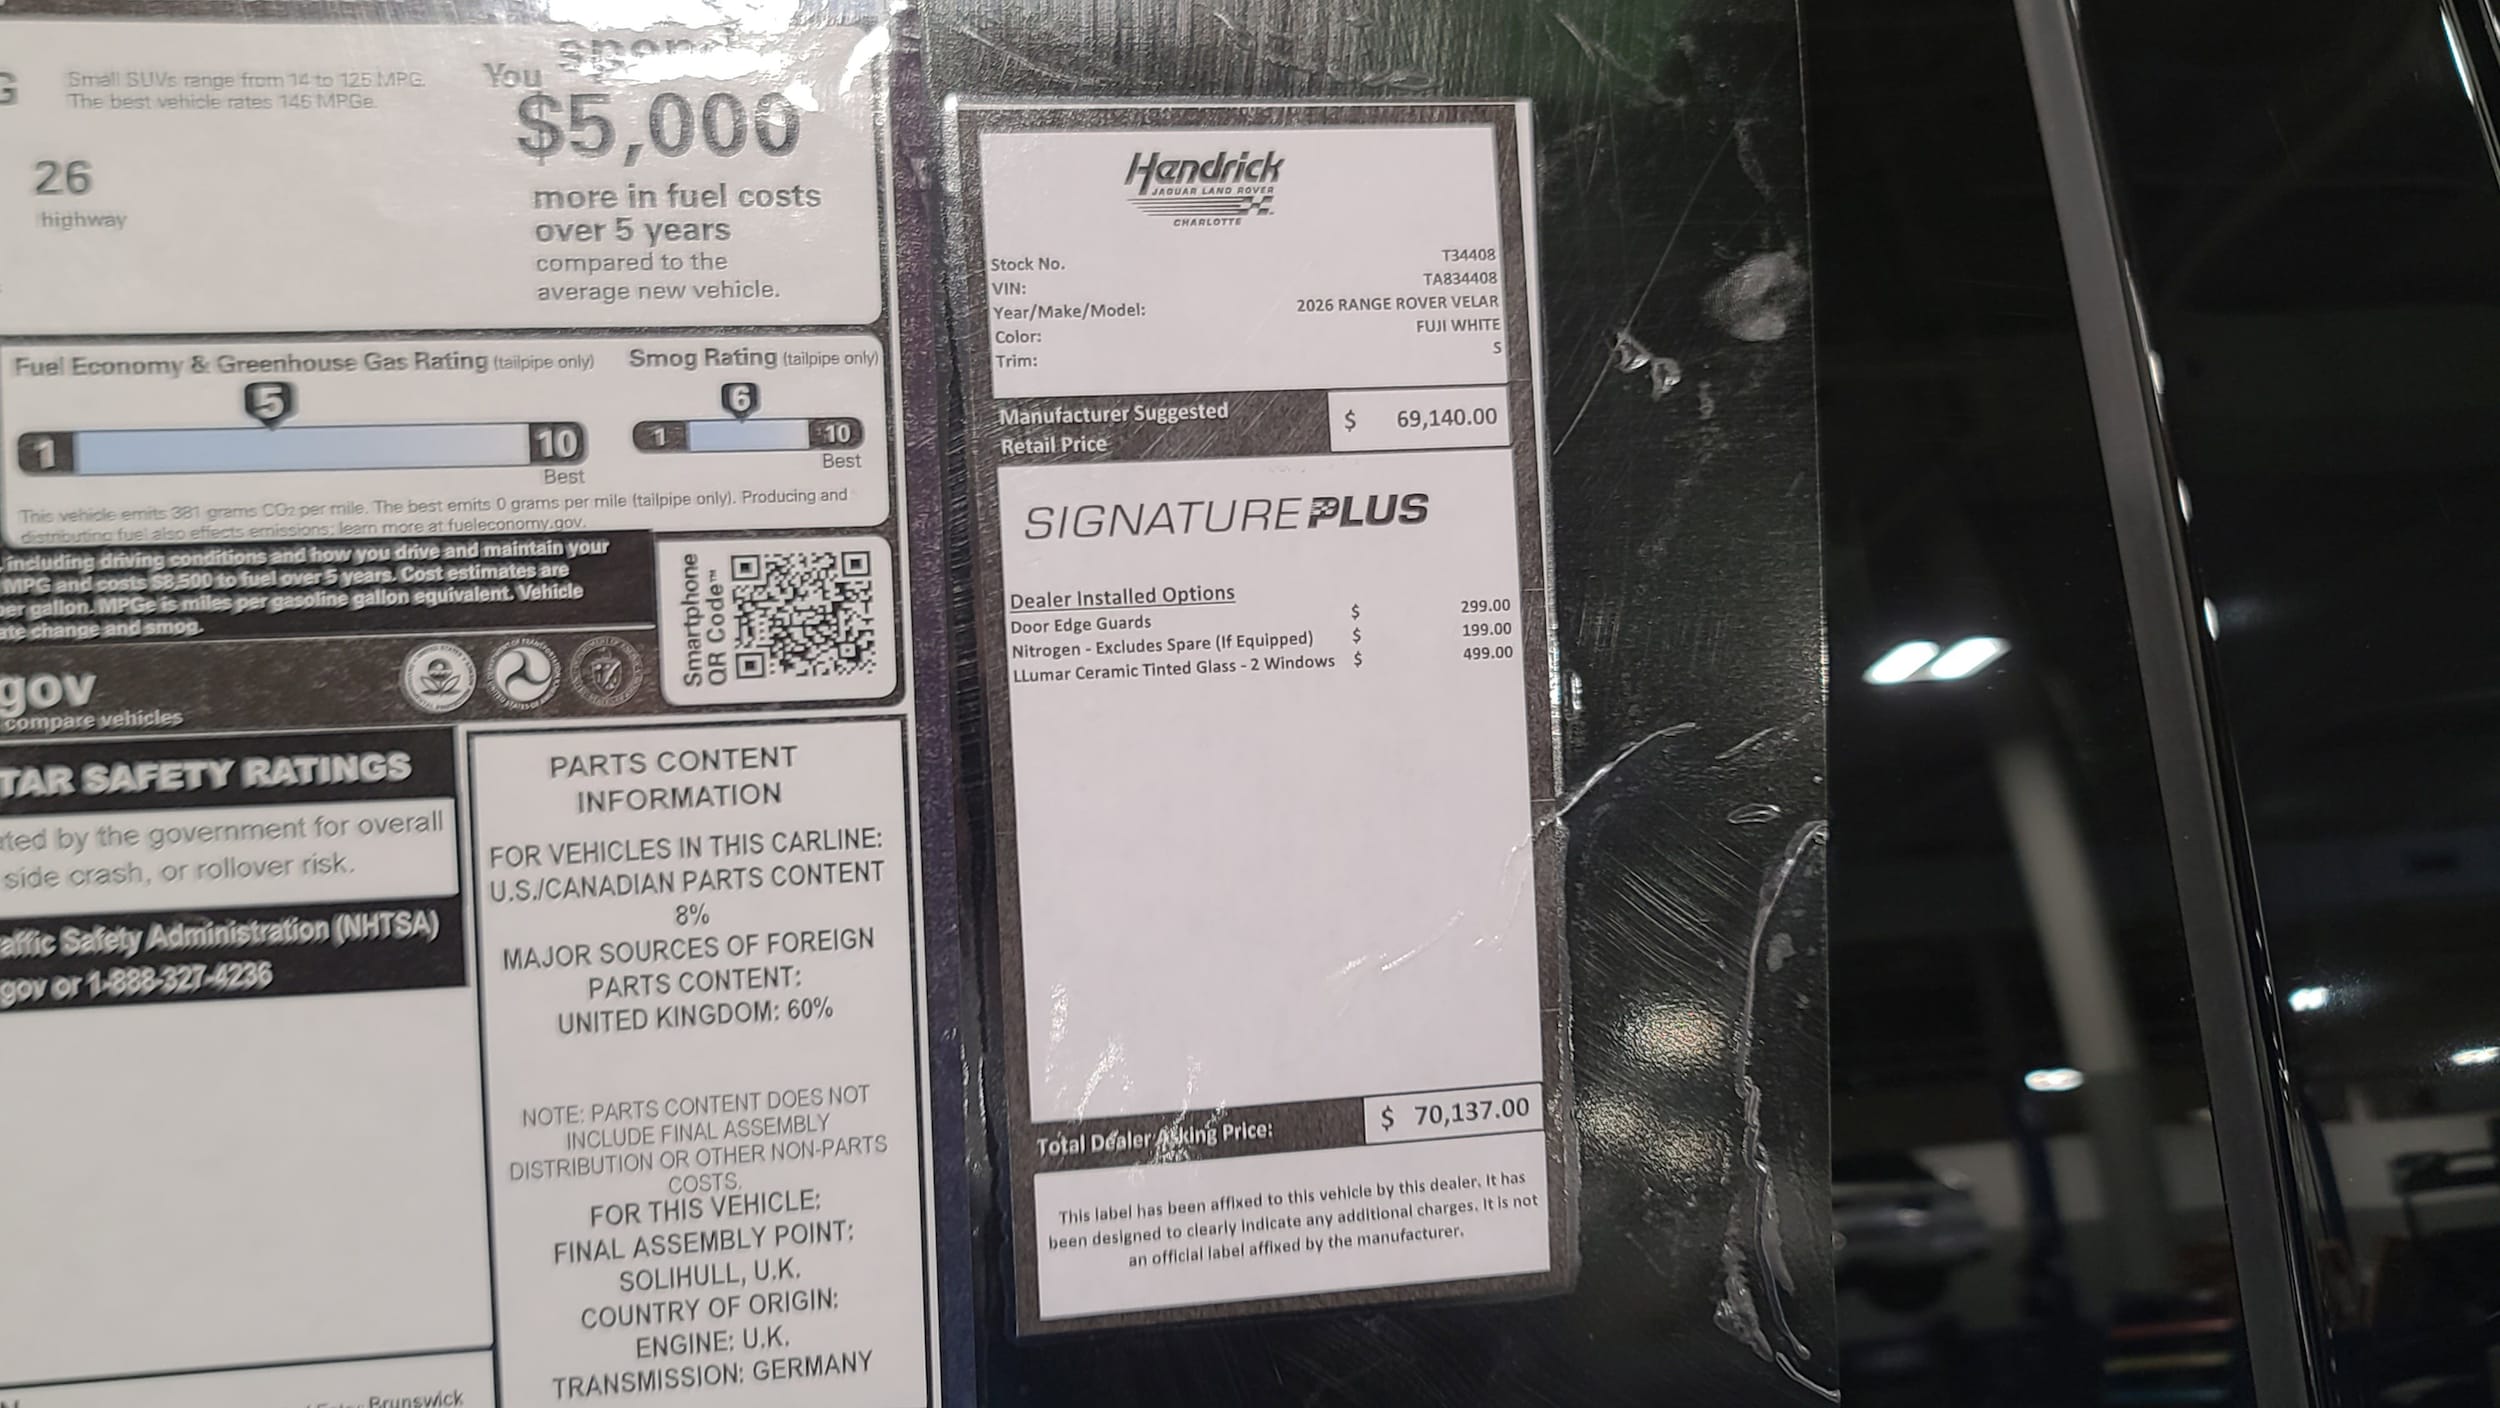 G
Small SUVs range from 14 to 125 MPG.
The best vehicle rates 146 MPGe.
26
highway
You spend
$5,000
more in fuel costs
over 5 years
compared to the
average new vehicle.
Fuel Economy & Greenhouse Gas Rating (tailpipe only)
5
1
10
Best
Smog Rating (tailpipe only)
6
1
10
Best
This vehicle emits 381 grams CO2 per mile. The best emits 0 grams per mile (tailpipe only). Producing and
distributing fuel also effects emissions; learn more at fueleconomy.gov.
including driving conditions and how you drive and maintain your
MPG and costs $8,500 to fuel over 5 years. Cost estimates are
per gallon. MPGe is miles per gasoline gallon equivalent. Vehicle
ate change and smog.
gov
compare vehicles
Smartphone
QR Code™
TAR SAFETY RATINGS
ted by the government for overall
side crash, or rollover risk.
affic Safety Administration (NHTSA)
gov or 1-888-327-4236
PARTS CONTENT
INFORMATION
FOR VEHICLES IN THIS CARLINE:
U.S./CANADIAN PARTS CONTENT
8%
MAJOR SOURCES OF FOREIGN
PARTS CONTENT:
UNITED KINGDOM: 60%
NOTE: PARTS CONTENT DOES NOT
INCLUDE FINAL ASSEMBLY
DISTRIBUTION OR OTHER NON-PARTS
COSTS.
FOR THIS VEHICLE:
FINAL ASSEMBLY POINT:
SOLIHULL, U.K.
COUNTRY OF ORIGIN:
ENGINE: U.K.
TRANSMISSION: GERMANY
Brunswick
Hendrick
JAGUAR LAND ROVER
CHARLOTTE
Stock No. T34408
VIN: TA834408
Year/Make/Model: 2026 RANGE ROVER VELAR
Color: FUJI WHITE
Trim: S
Manufacturer Suggested
Retail Price
$ 69,140.00
SIGNATURE PLUS
Dealer Installed Options
Door Edge Guards $ 299.00
Nitrogen - Excludes Spare (If Equipped) $ 199.00
LLumar Ceramic Tinted Glass - 2 Windows $ 499.00
Total Dealer Asking Price: $ 70,137.00
This label has been affixed to this vehicle by this dealer. It has
been designed to clearly indicate any additional charges. It is not
an official label affixed by the manufacturer.